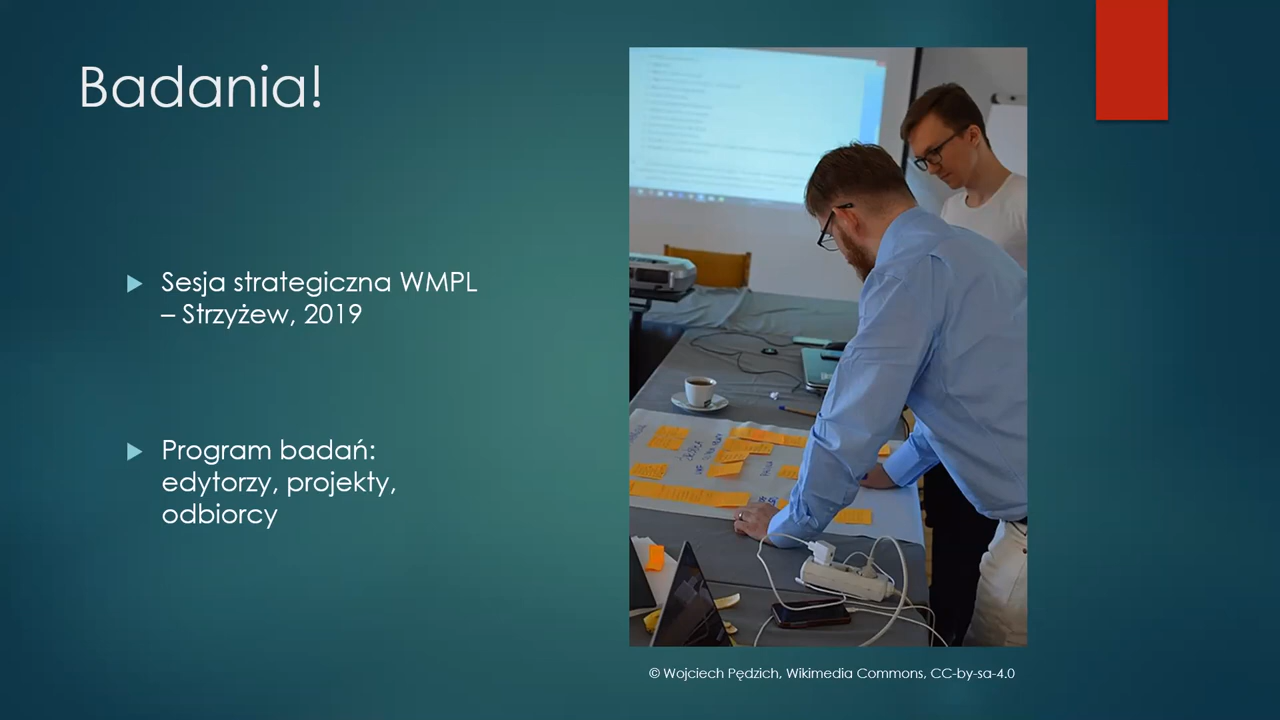 Badania!
Sesja strategiczna WMPL
– Strzyżew, 2019
Program badań:
edytorzy, projekty,
odbiorcy
© Wojciech Pędzich, Wikimedia Commons, CC-by-sa-4.0